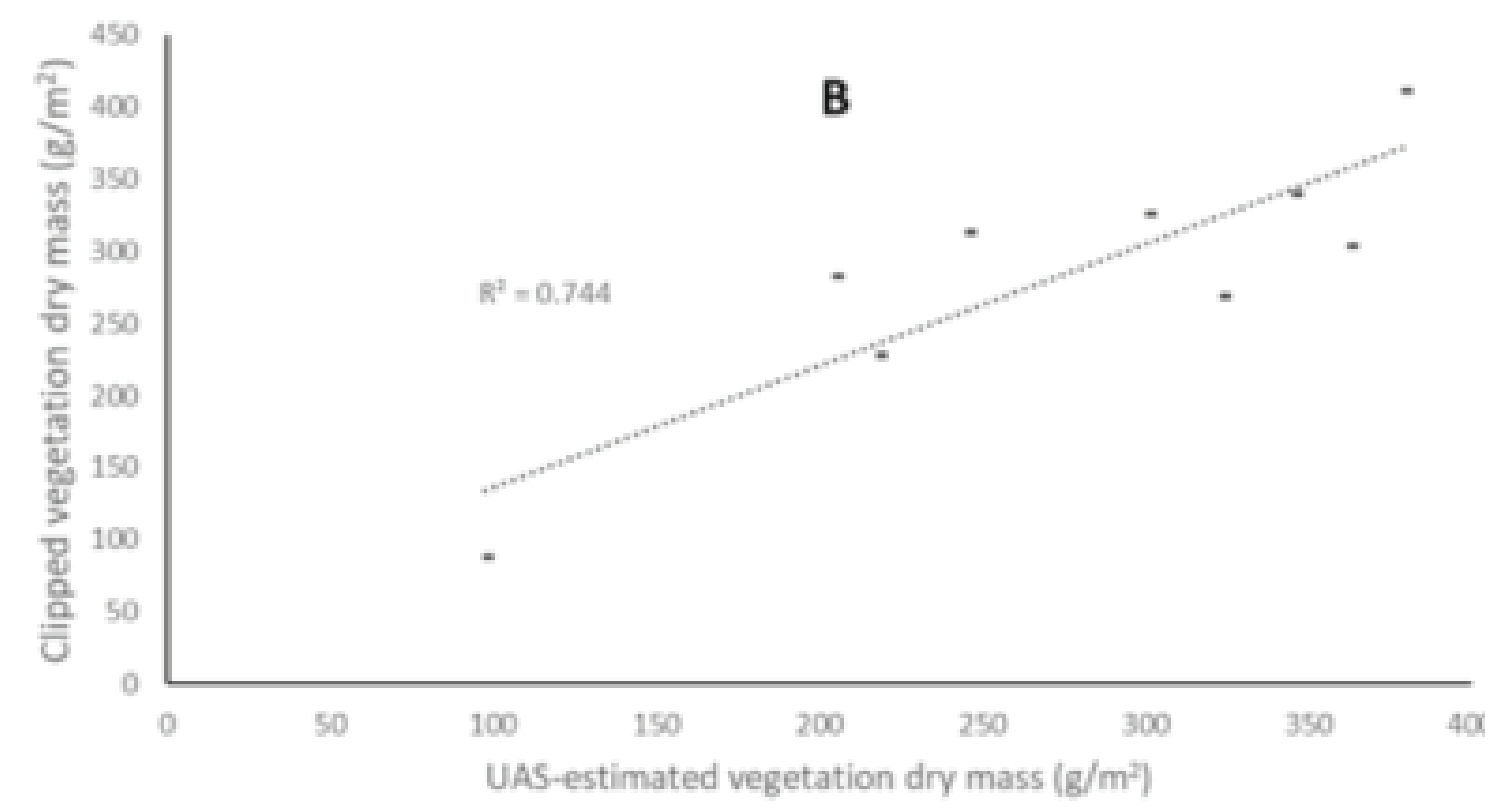 Clipped vegetation dry mass (g/m²)
450
400
350
300
250
200
150
100
50
0
B
R² = 0.744
0 50 100 150 200 250 300 350 400
UAS-estimated vegetation dry mass (g/m²)